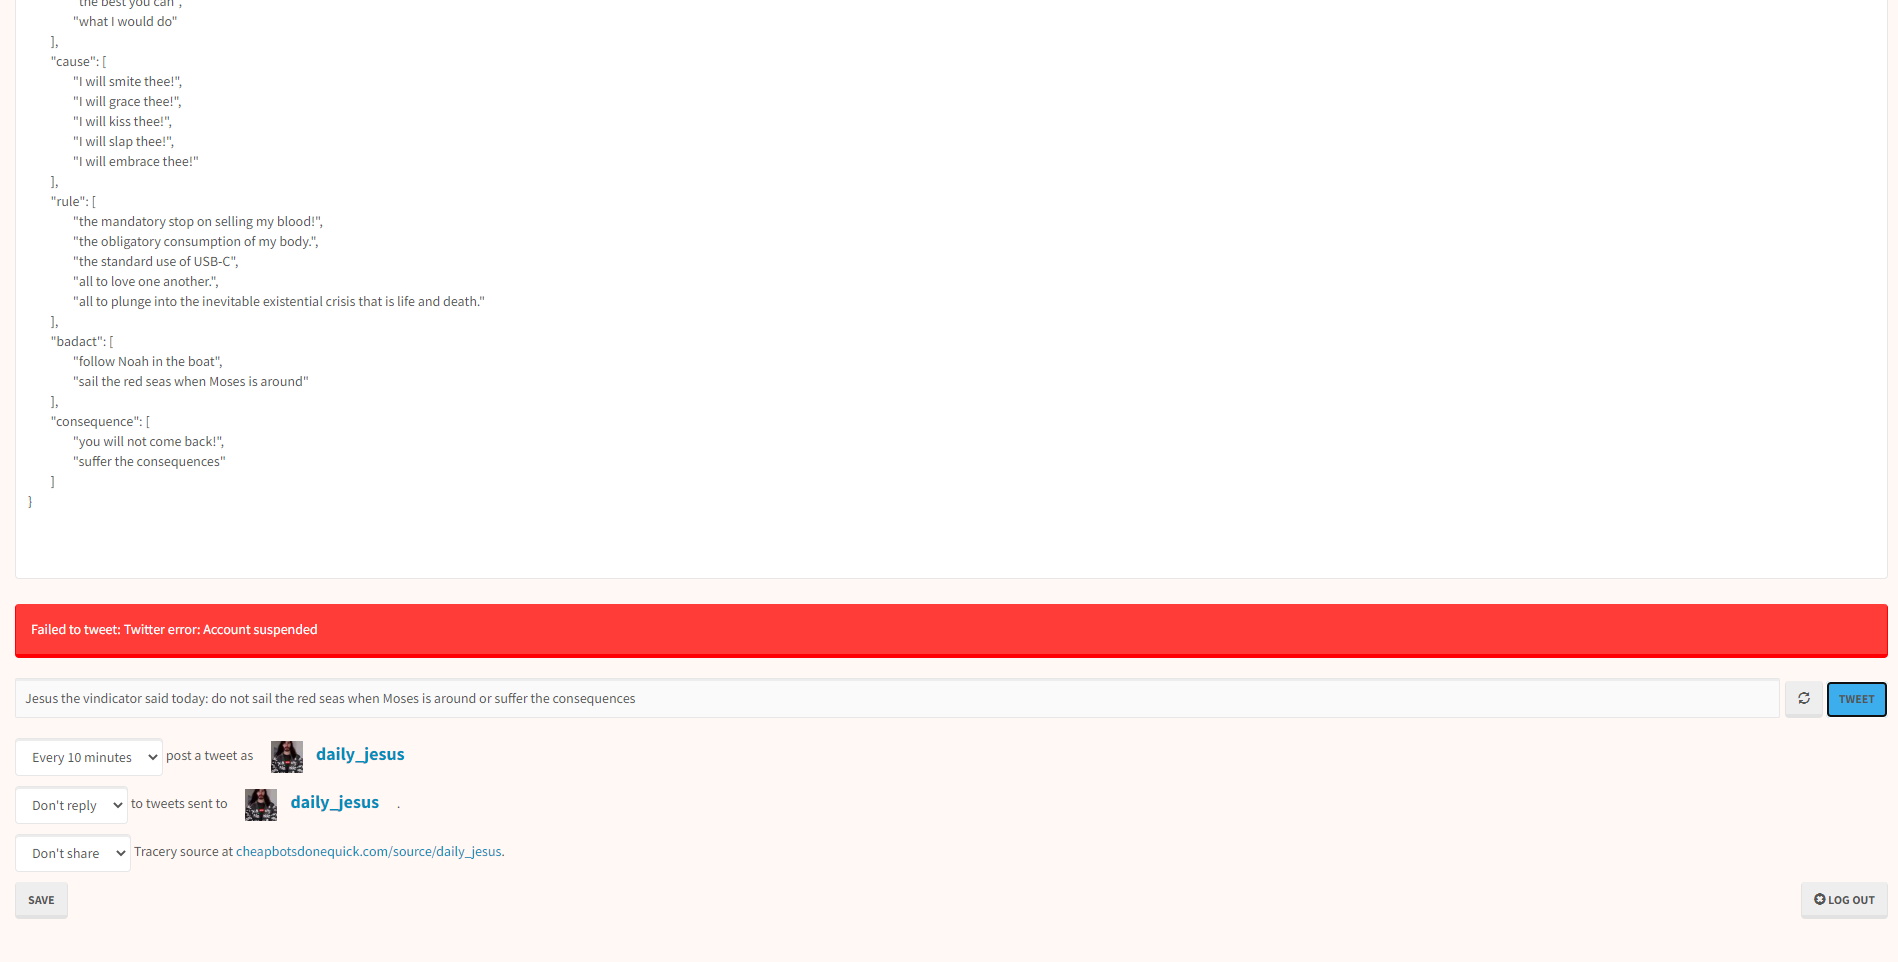 "the best you can",
"what I would do"
],
"cause": [
"I will smite thee!",
"I will grace thee!",
"I will kiss thee!",
"I will slap thee!",
"I will embrace thee!"
],
"rule": [
"the mandatory stop on selling my blood!",
"the obligatory consumption of my body.",
"the standard use of USB-C",
"all to love one another.",
"all to plunge into the inevitable existential crisis that is life and death."
],
"badact": [
"follow Noah in the boat",
"sail the red seas when Moses is around"
],
"consequence": [
"you will not come back!",
"suffer the consequences"
]
}
Failed to tweet: Twitter error: Account suspended
Jesus the vindicator said today: do not sail the red seas when Moses is around or suffer the consequences TWEET
Every 10 minutes post a tweet as daily_jesus
Don't reply to tweets sent to daily_jesus .
Don't share Tracery source at cheapbotsdonequick.com/source/daily_jesus.
SAVE LOG OUT